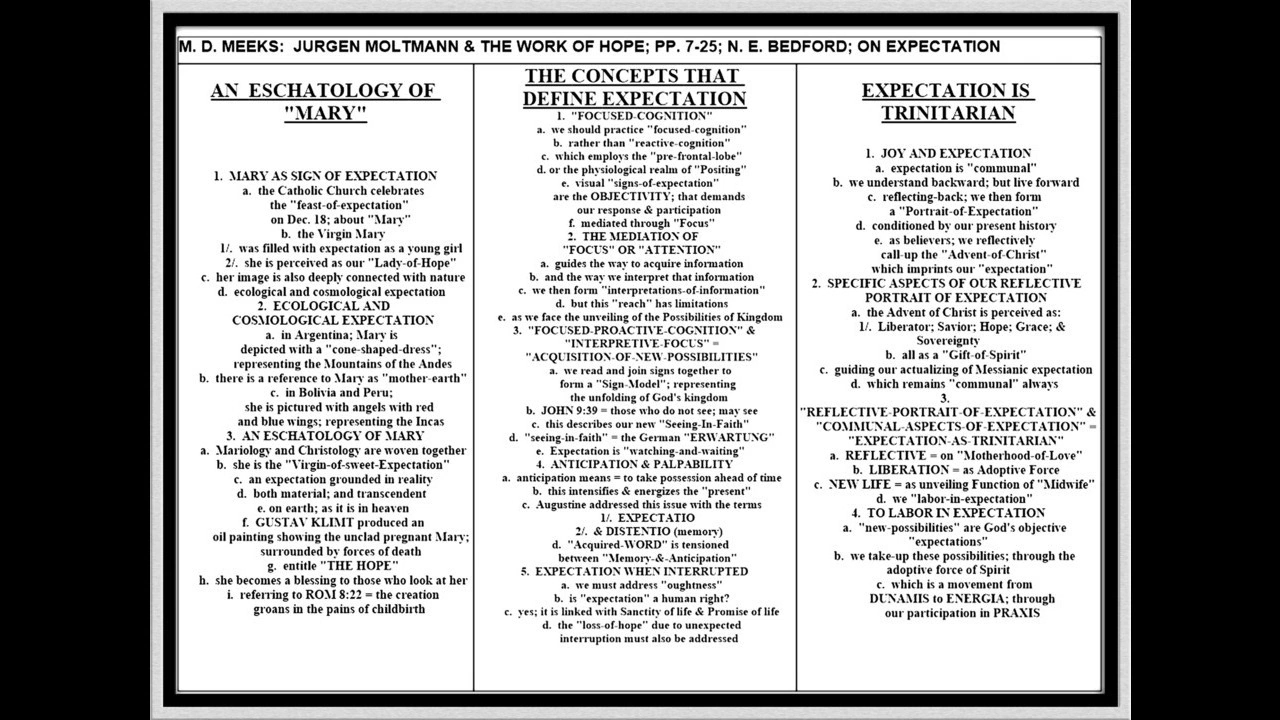 M. D. MEEKS: JURGEN MOLTMANN & THE WORK OF HOPE; PP. 7-25; N. E. BEDFORD; ON EXPECTATION
AN ESCHATOLOGY OF
"MARY"
1. MARY AS SIGN OF EXPECTATION
a. the Catholic Church celebrates
the "feast-of-expectation"
on Dec. 18; about "Mary"
b. the Virgin Mary
1/. was filled with expectation as a young girl
2/. she is perceived as our "Lady-of-Hope"
c. her image is also deeply connected with nature
d. ecological and cosmological expectation
2. ECOLOGICAL AND
COSMOLOGICAL EXPECTATION
a. in Argentina; Mary is
depicted with a "cone-shaped-dress";
representing the Mountains of the Andes
b. there is a reference to Mary as "mother-earth"
c. in Bolivia and Peru;
she is pictured with angels with red
and blue wings; representing the Incas
3. AN ESCHATOLOGY OF MARY
a. Mariology and Christology are woven together
b. she is the "Virgin-of-sweet-Expectation"
c. an expectation grounded in reality
d. both material; and transcendent
e. on earth; as it is in heaven
f. GUSTAV KLIMT produced an
oil painting showing the unclad pregnant Mary;
surrounded by forces of death
g. entitle "THE HOPE"
h. she becomes a blessing to those who look at her
i. referring to ROM 8:22 = the creation
groans in the pains of childbirth
THE CONCEPTS THAT
DEFINE EXPECTATION
1. "FOCUSED-COGNITION"
a. we should practice "focused-cognition"
b. rather than "reactive-cognition"
c. which employs the "pre-frontal-lobe"
d. or the physiological realm of "Positing"
e. visual "signs-of-expectation"
are the OBJECTIVITY; that demands
our response & participation
f. mediated through "Focus"
2. THE MEDIATION OF
"FOCUS" OR "ATTENTION"
a. guides the way to acquire information
b. and the way we interpret that information
c. we then form "interpretations-of-information"
d. but this "reach" has limitations
e. as we face the unveiling of the Possibilities of Kingdom
3. "FOCUSED-PROACTIVE-COGNITION" &
"INTERPRETIVE-FOCUS" =
"ACQUISITION-OF-NEW-POSSIBILITIES"
a. we read and join signs together to
form a "Sign-Model"; representing
the unfolding of God's kingdom
b. JOHN 9:39 = those who do not see; may see
c. this describes our new "Seeing-In-Faith"
d. "seeing-in-faith" = the German "ERWARTUNG"
e. Expectation is "watching-and-waiting"
4. ANTICIPATION & PALPABILITY
a. anticipation means = to take possession ahead of time
b. this intensifies & energizes the "present"
c. Augustine addressed this issue with the terms
1/. EXPECTATIO
2/. & DISTENTIO (memory)
d. "Acquired-WORD" is tensioned
between "Memory-&-Anticipation"
5. EXPECTATION WHEN INTERRUPTED
a. we must address "oughtness"
b. is "expectation" a human right?
c. yes; it is linked with Sanctity of life & Promise of life
d. the "loss-of-hope" due to unexpected
interruption must also be addressed
EXPECTATION IS
TRINITARIAN
1. JOY AND EXPECTATION
a. expectation is "communal"
b. we understand backward; but live forward
c. reflecting-back; we then form
a "Portrait-of-Expectation"
d. conditioned by our present history
e. as believers; we reflectively
call-up the "Advent-of-Christ"
which imprints our "expectation"
2. SPECIFIC ASPECTS OF OUR REFLECTIVE
PORTRAIT OF EXPECTATION
a. the Advent of Christ is perceived as:
1/. Liberator; Savior; Hope; Grace; &
Sovereignty
b. all as a "Gift-of-Spirit"
c. guiding our actualizing of Messianic expectation
d. which remains "communal" always
3.
"REFLECTIVE-PORTRAIT-OF-EXPECTATION" &
"COMMUNAL-ASPECTS-OF-EXPECTATION" =
"EXPECTATION-AS-TRINITARIAN"
a. REFLECTIVE = on "Motherhood-of-Love"
b. LIBERATION = as Adoptive Force
c. NEW LIFE = as unveiling Function of "Midwife"
d. we "labor-in-expectation"
4. TO LABOR IN EXPECTATION
a. "new-possibilities" are God's objective
"expectations"
b. we take-up these possibilities; through the
adoptive force of Spirit
c. which is a movement from
DUNAMIS to ENERGIA; through
our participation in PRAXIS